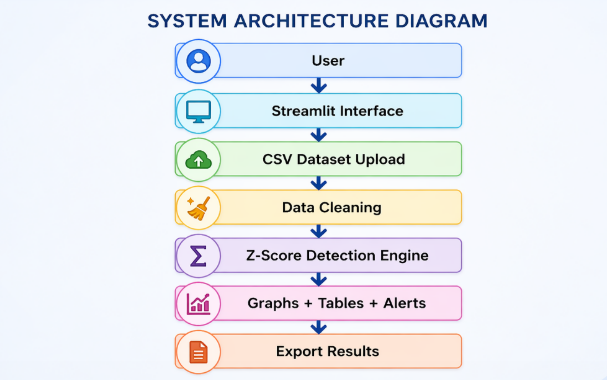 SYSTEM ARCHITECTURE DIAGRAM
User
Streamlit Interface
CSV Dataset Upload
Data Cleaning
Σ Z-Score Detection Engine
Graphs + Tables + Alerts
Export Results